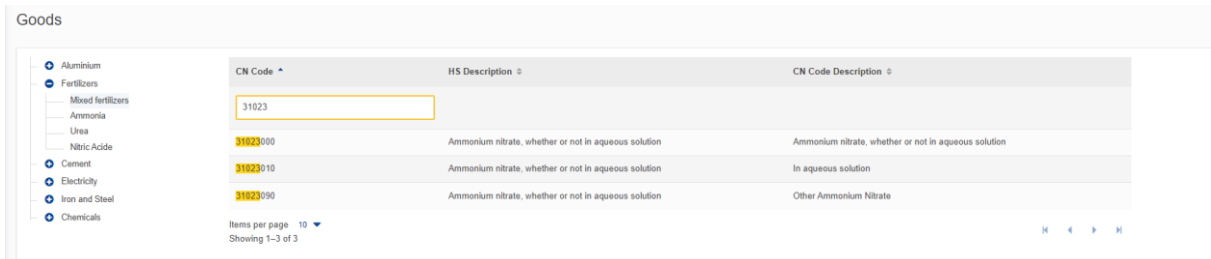 Goods
Aluminium
Fertilizers
Mixed fertilizers
Ammonia
Urea
Nitric Acide
Cement
Electricity
Iron and Steel
Chemicals
CN Code HS Description CN Code Description
31023
31023000 Ammonium nitrate, whether or not in aqueous solution Ammonium nitrate, whether or not in aqueous solution
31023010 Ammonium nitrate, whether or not in aqueous solution In aqueous solution
31023090 Ammonium nitrate, whether or not in aqueous solution Other Ammonium Nitrate
Items per page 10
Showing 1–3 of 3